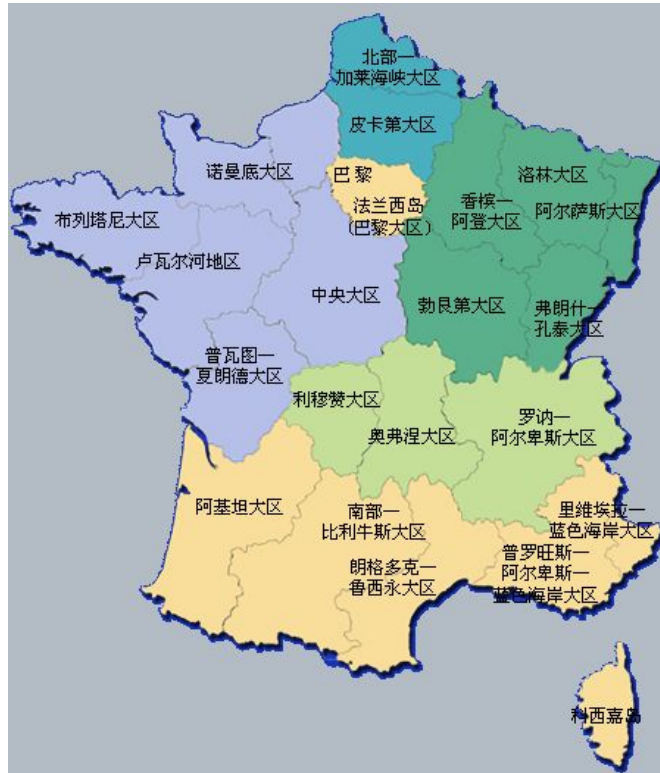 北部一
加莱海峡大区
皮卡第大区
诺曼底大区
巴黎
法兰西岛
(巴黎大区)
香槟一
阿登大区
洛林大区
阿尔萨斯大区
布列塔尼大区
卢瓦尔河地区
中央大区
勃艮第大区
弗朗什一
孔泰大区
普瓦图一
夏朗德大区
利穆赞大区
奥弗涅大区
罗讷一
阿尔卑斯大区
阿基坦大区
南部一
比利牛斯大区
里维埃拉一
蓝色海岸大区
朗格多克一
鲁西永大区
普罗旺斯一
阿尔卑斯一
蓝色海岸大区
科西嘉岛